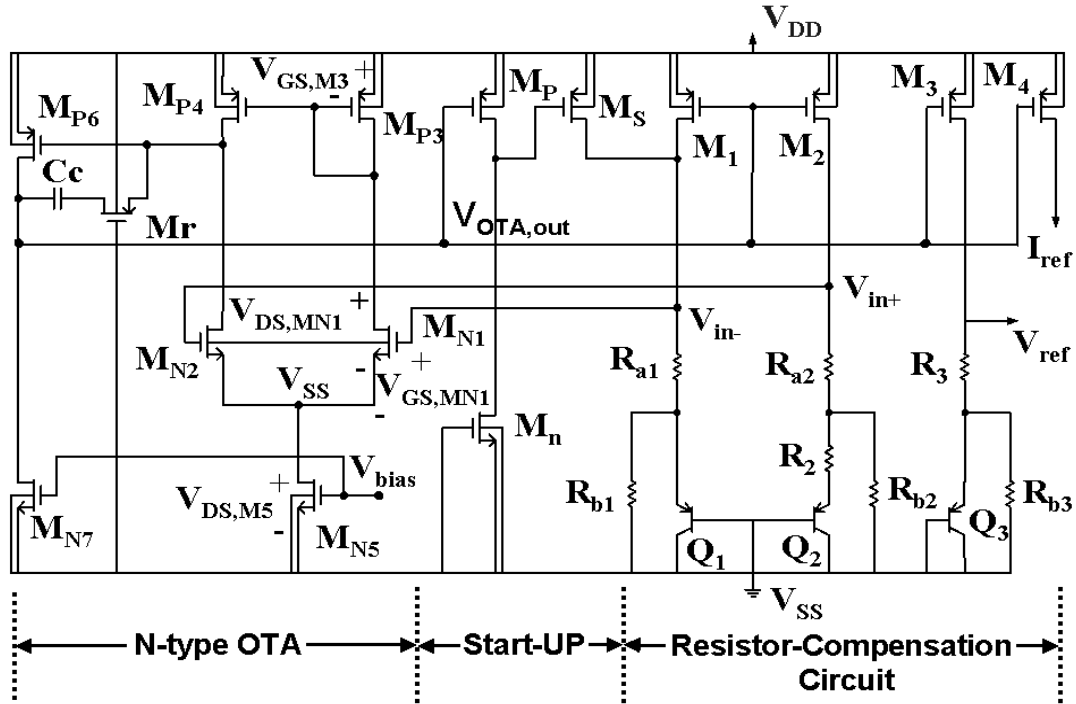 V_DD
V_GS,M3
+
-
M_P4
M_P3
M_P
M_S
M_1
M_2
M_3
M_4
M_P6
Cc
Mr
V_OTA,out
I_ref
V_DS,MN1
+
-
M_N2
M_N1
V_in+
V_in-
V_ref
V_SS
+
V_GS,MN1
-
R_a1
R_a2
R_3
M_n
V_bias
R_2
R_b1
R_b2
R_b3
+
V_DS,M5
-
M_N7
M_N5
Q_1
Q_2
Q_3
V_SS
N-type OTA
Start-UP
Resistor-Compensation
Circuit